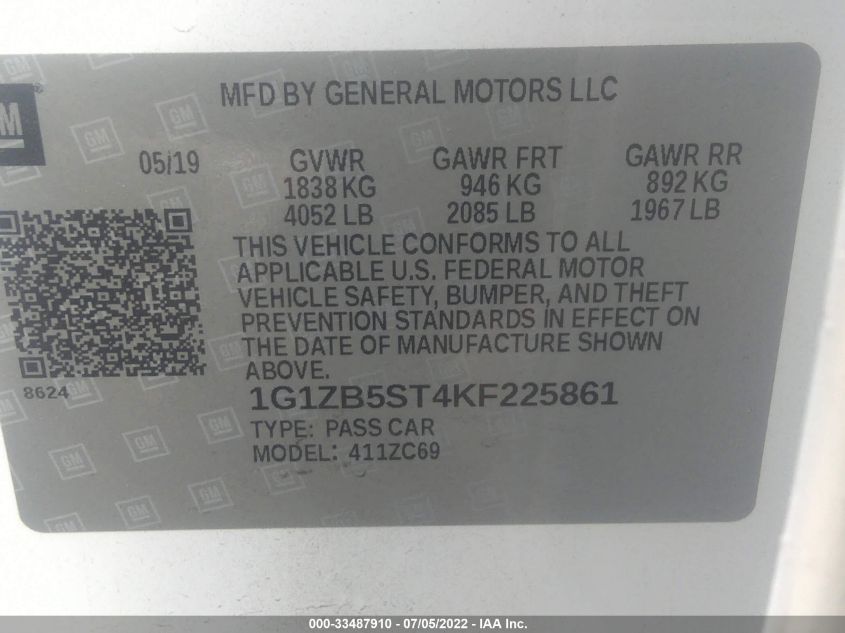 MFD BY GENERAL MOTORS LLC
GM
05/19 GVWR GAWR FRT GAWR RR
1838 KG 946 KG 892 KG
4052 LB 2085 LB 1967 LB
THIS VEHICLE CONFORMS TO ALL
APPLICABLE U.S. FEDERAL MOTOR
VEHICLE SAFETY, BUMPER, AND THEFT
PREVENTION STANDARDS IN EFFECT ON
THE DATE OF MANUFACTURE SHOWN
ABOVE.
8624
1G1ZB5ST4KF225861
TYPE: PASS CAR
MODEL: 411ZC69
000-33487910 - 07/05/2022 - IAA Inc.